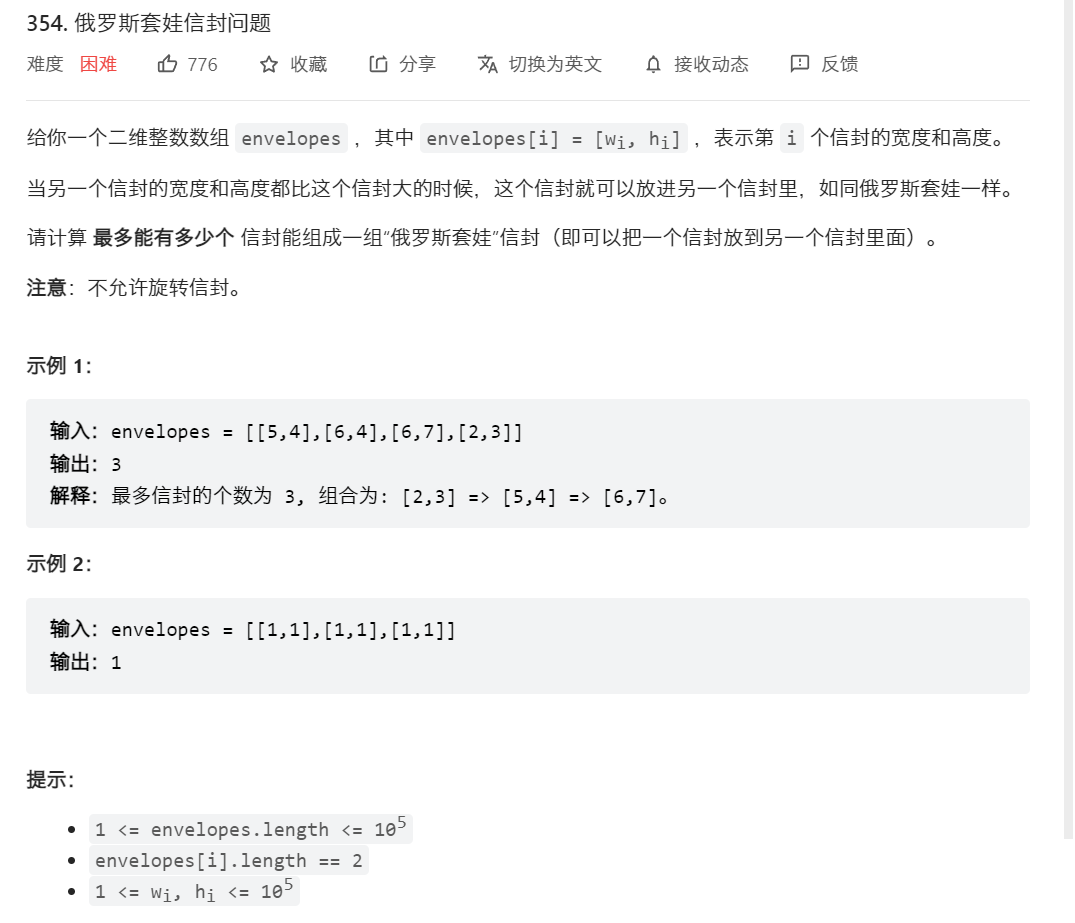 354. 俄罗斯套娃信封问题
难度 困难 776 收藏 分享 切换为英文 接收动态 反馈
给你一个二维整数数组 envelopes ，其中 envelopes[i] = [wi, hi] ，表示第 i 个信封的宽度和高度。
当另一个信封的宽度和高度都比这个信封大的时候，这个信封就可以放进另一个信封里，如同俄罗斯套娃一样。
请计算 最多能有多少个 信封能组成一组“俄罗斯套娃”信封（即可以把一个信封放到另一个信封里面）。
注意：不允许旋转信封。
示例 1：
输入：envelopes = [[5,4],[6,4],[6,7],[2,3]]
输出：3
解释：最多信封的个数为 3, 组合为: [2,3] => [5,4] => [6,7]。
示例 2：
输入：envelopes = [[1,1],[1,1],[1,1]]
输出：1
提示：
1 <= envelopes.length <= 10^5
envelopes[i].length == 2
1 <= wi, hi <= 10^5